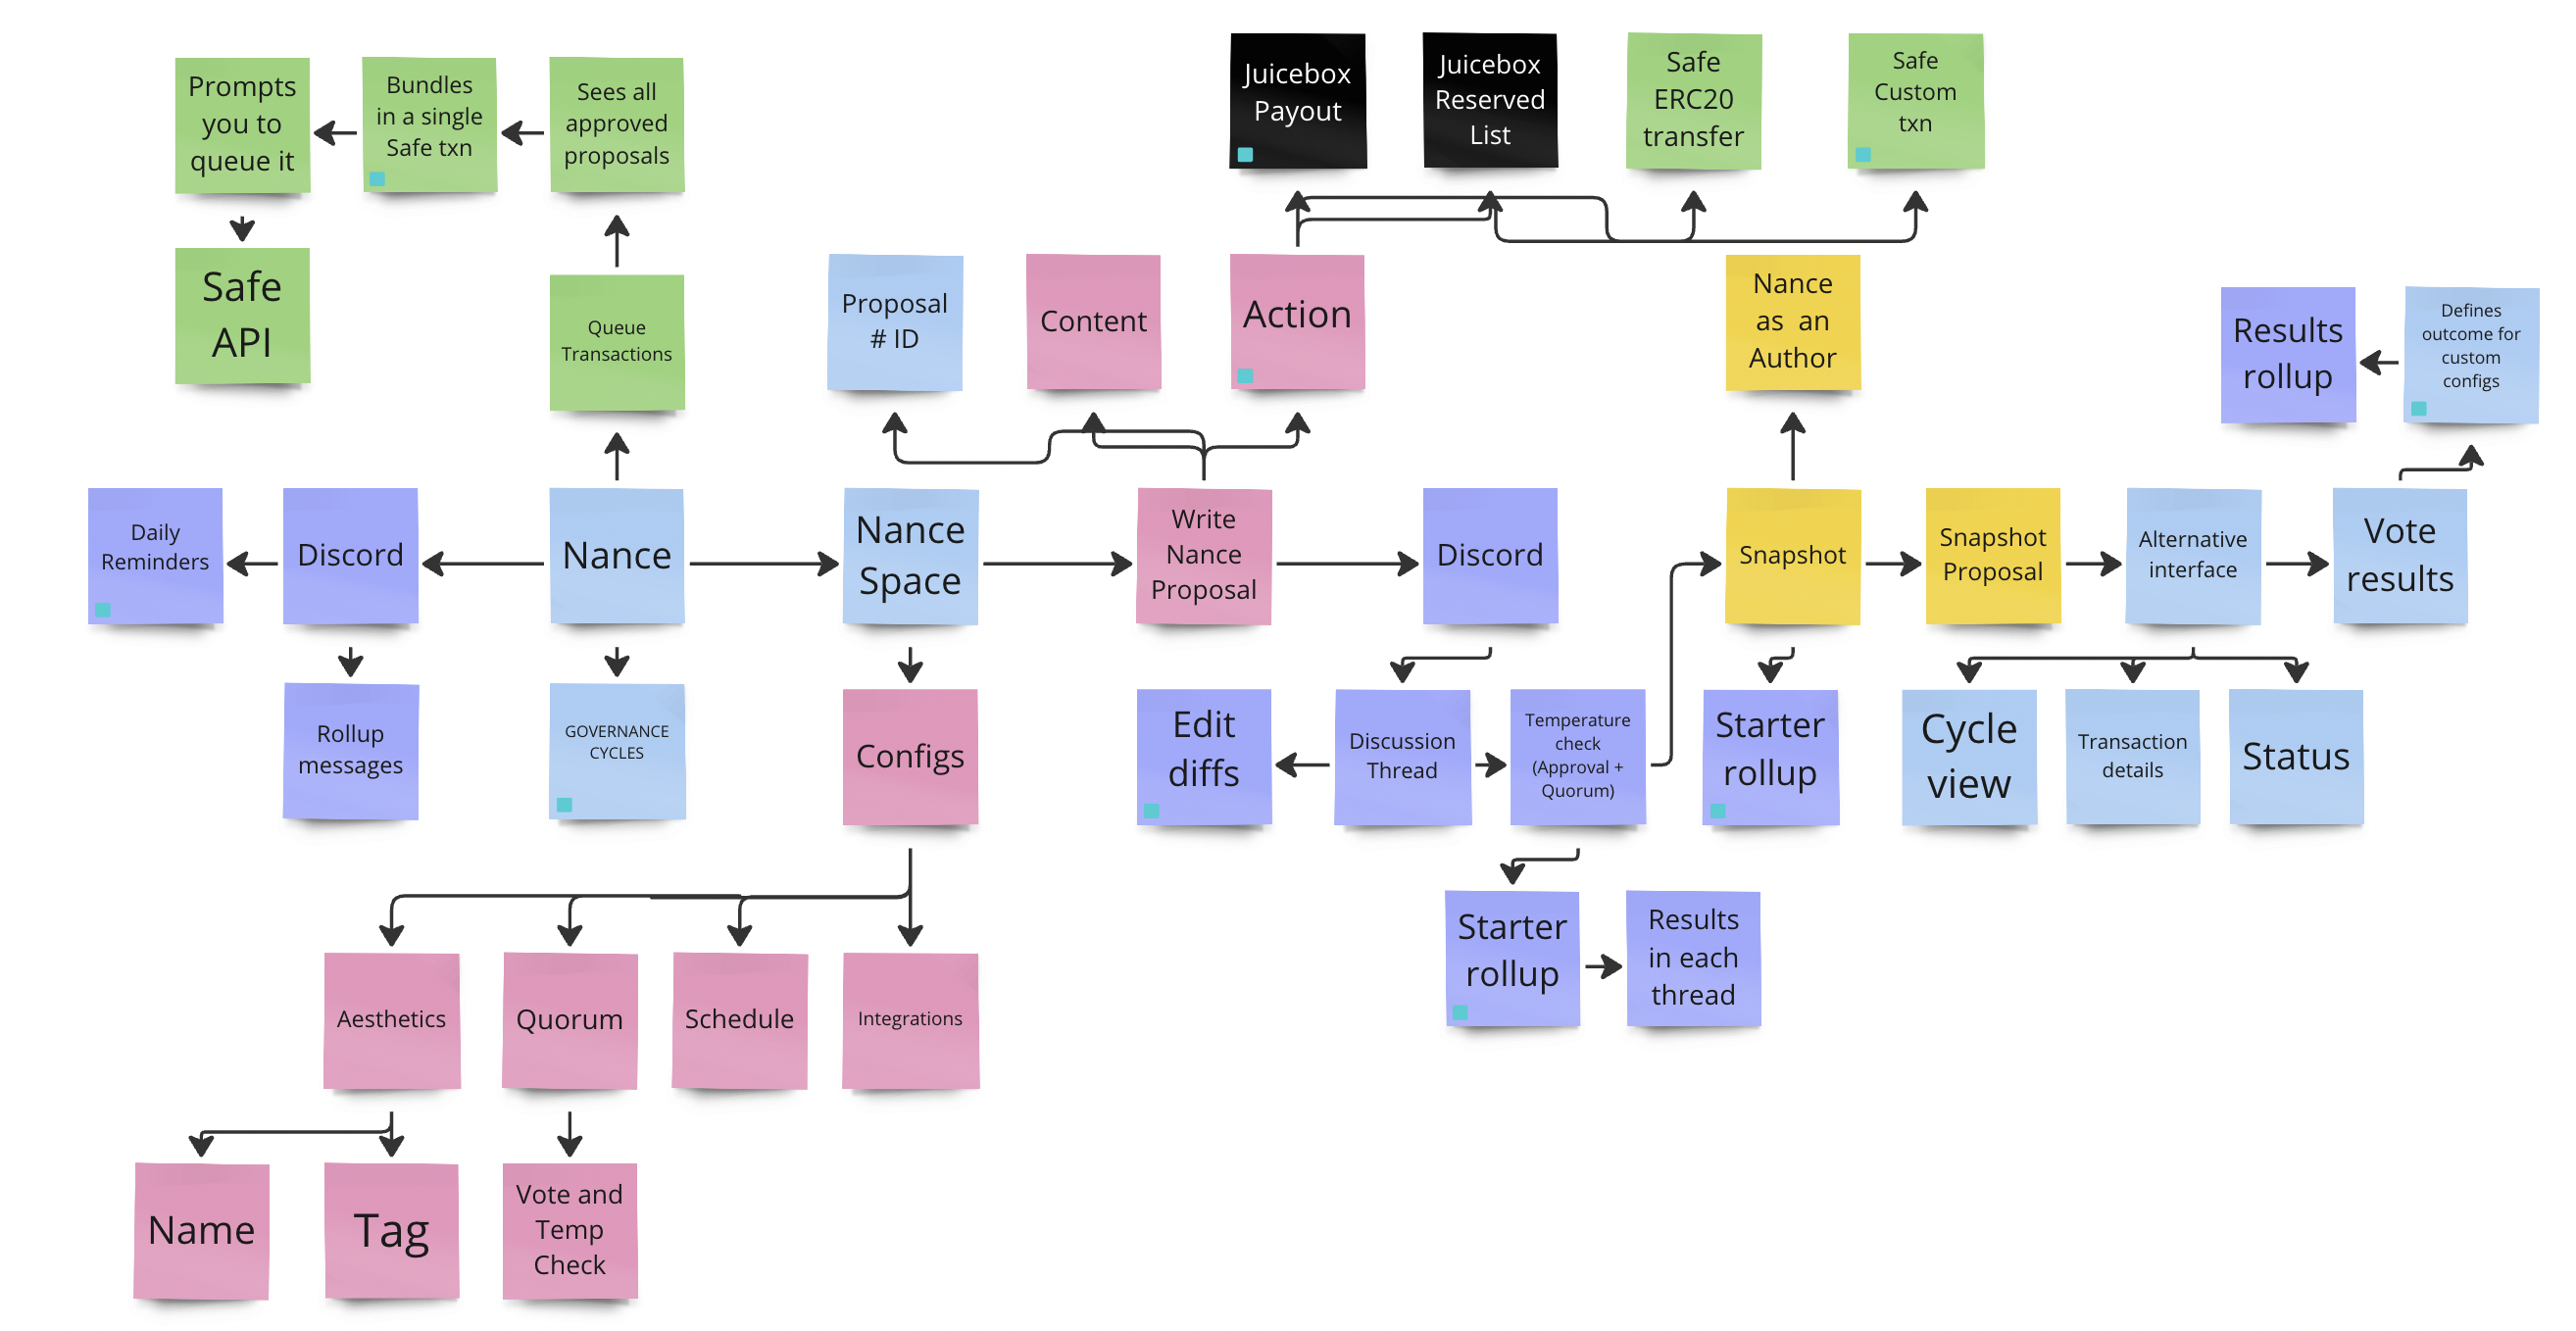 Prompts
you to
queue it
Bundles
in a single
Safe txn
Sees all
approved
proposals
Juicebox
Payout
Juicebox
Reserved
List
Safe
ERC20
transfer
Safe
Custom
txn
Safe
API
Queue
Transactions
Proposal
# ID
Content
Action
Nance
as an
Author
Results
rollup
Defines
outcome for
custom
configs
Daily
Reminders
Discord
Nance
Nance
Space
Write
Nance
Proposal
Discord
Snapshot
Snapshot
Proposal
Alternative
interface
Vote
results
Rollup
messages
GOVERNANCE
CYCLES
Configs
Edit
diffs
Discussion
Thread
Temperature
check
(Approval +
Quorum)
Starter
rollup
Cycle
view
Transaction
details
Status
Starter
rollup
Results
in each
thread
Aesthetics
Quorum
Schedule
Integrations
Name
Tag
Vote and
Temp
Check